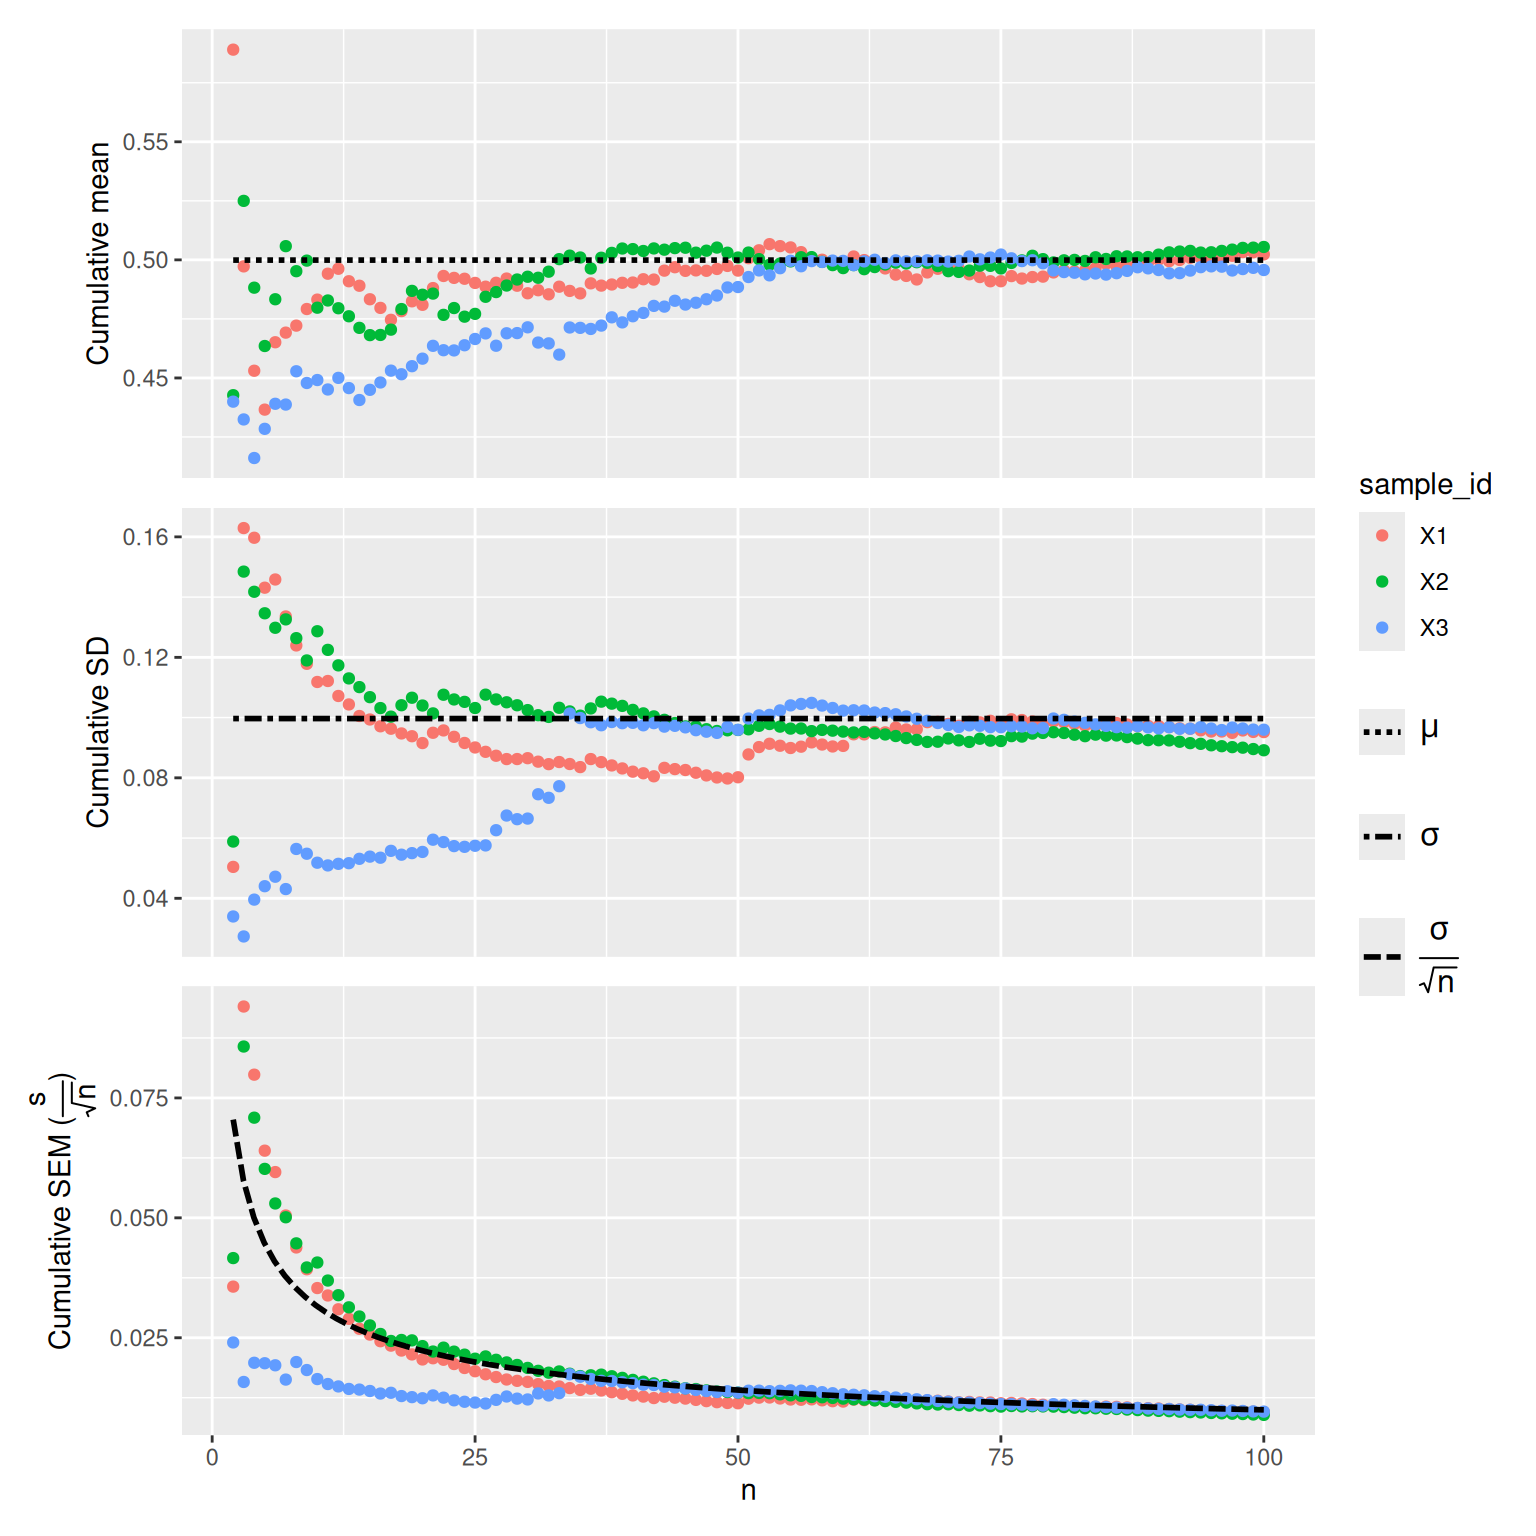 Cumulative mean
0.55
0.50
0.45
Cumulative SD
0.16
0.12
0.08
0.04
Cumulative SEM (s/√n)
0.075
0.050
0.025
0
25
50
75
100
n
sample_id
X1
X2
X3
μ
σ
σ
√n